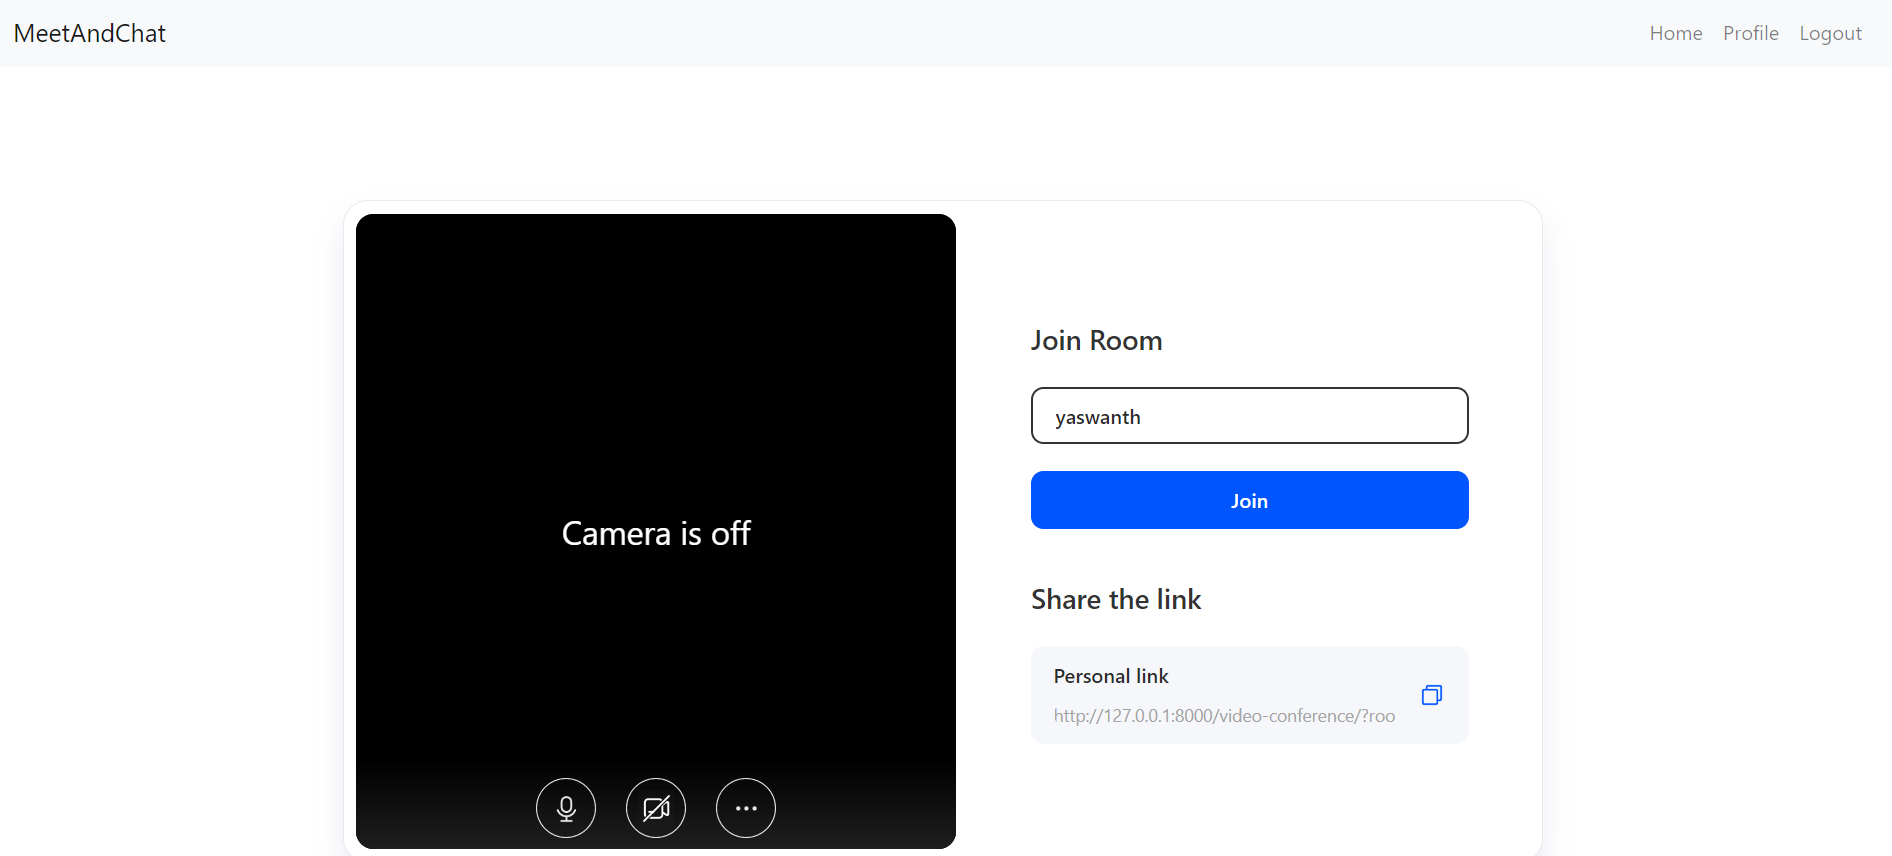 MeetAndChat
Home Profile Logout
Camera is off
Join Room
yaswanth
Join
Share the link
Personal link
http://127.0.0.1:8000/video-conference/?roo